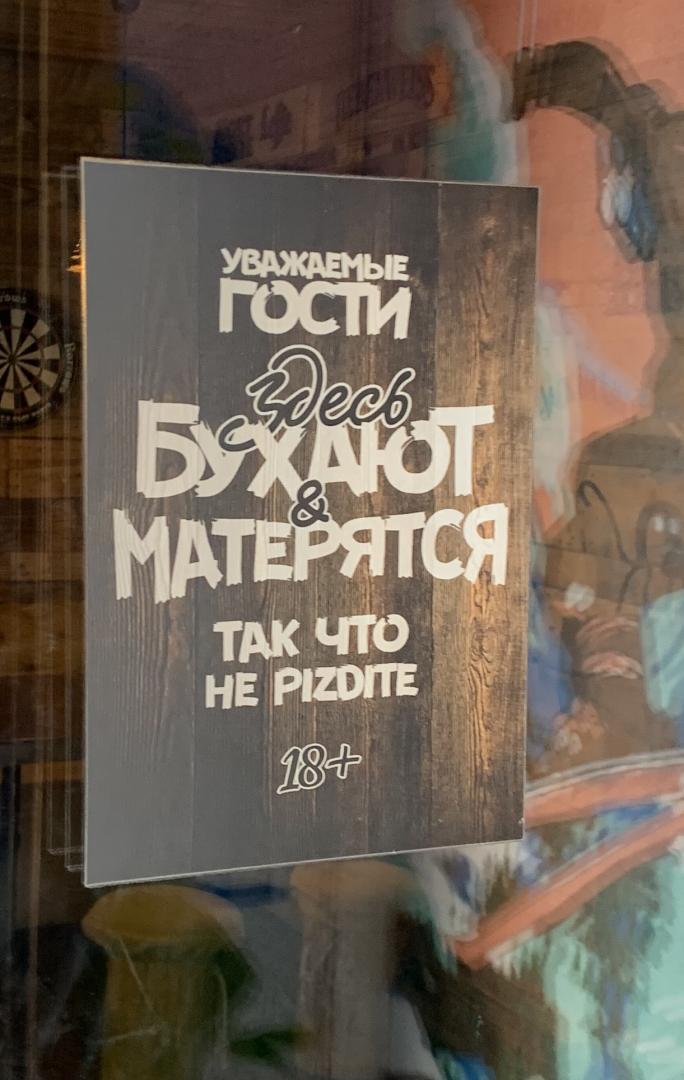 УВАЖАЕМЫЕ
ГОСТИ
здесь
БУХАЮТ
&
МАТЕРЯТСЯ
ТАК ЧТО
НЕ PIZDITE
18+